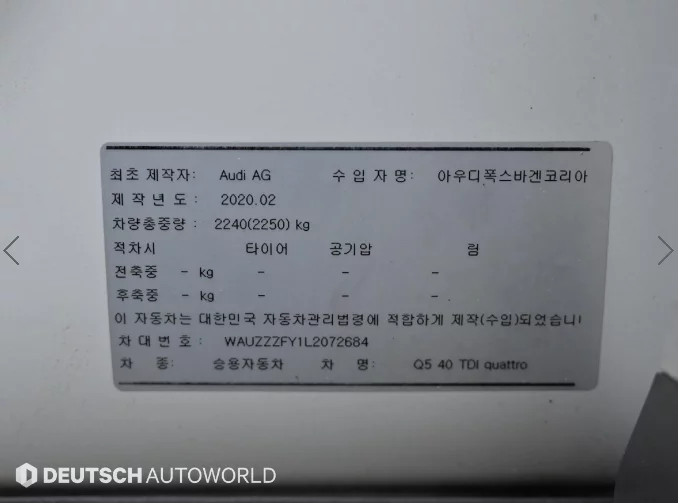 최초 제작자: Audi AG 수 입 자 명: 아우디폭스바겐코리아
제 작 년 도 : 2020.02
차량총중량 : 2240(2250) kg
적차시 타이어 공기압 림
전축중 - kg - - -
후축중 - kg - - -
이 자동차는 대한민국 자동차관리법령에 적합하게 제작(수입)되었습니
차 대 번 호 : WAUZZZFY1L2072684
차 종: 승용자동차 차 명: Q5 40 TDI quattro
DEUTSCH AUTOWORLD